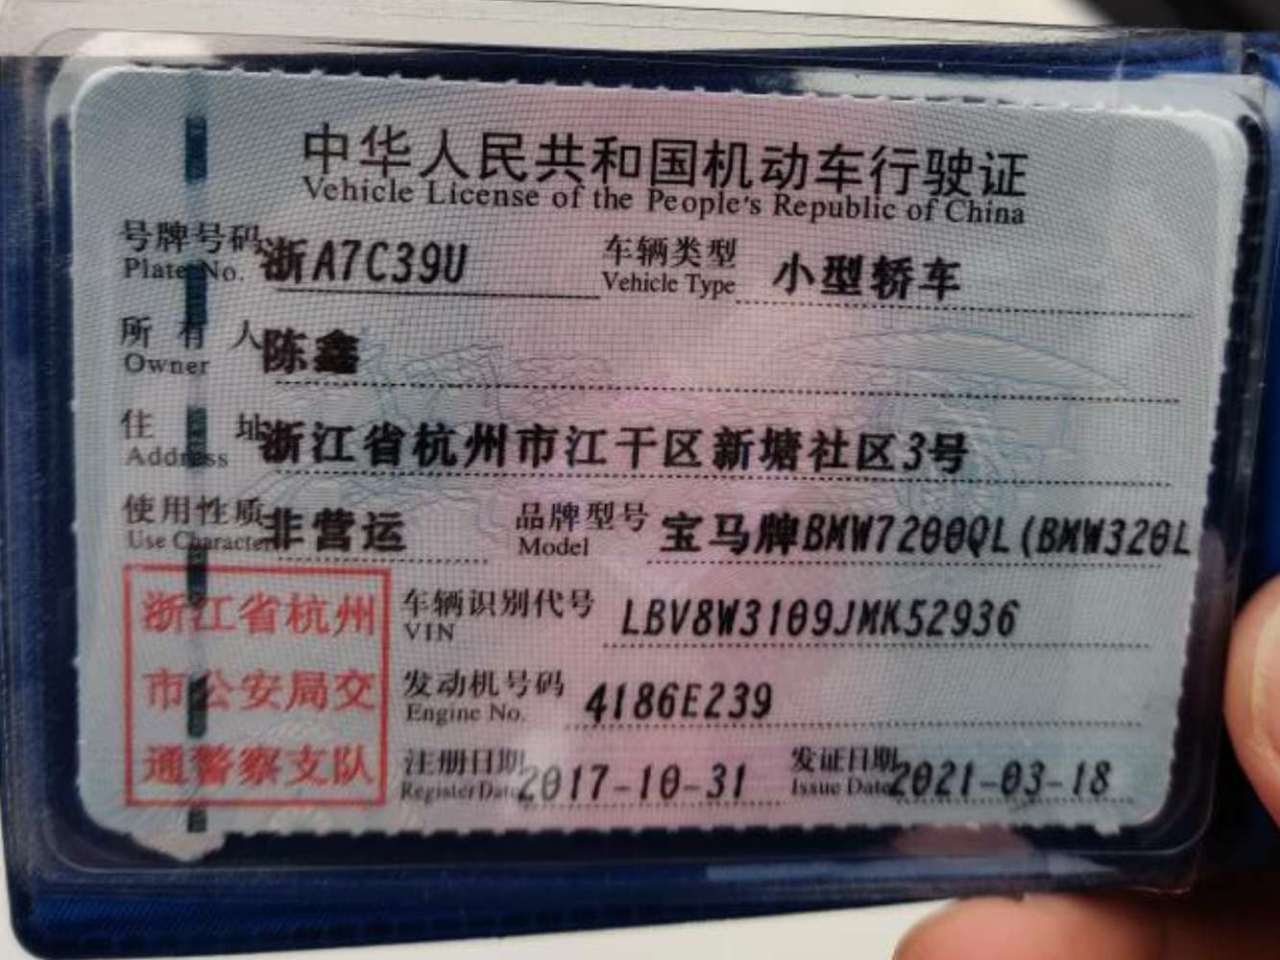 中华人民共和国机动车行驶证
Vehicle License of the People's Republic of China
号牌号码 浙A7C39U 车辆类型 小型轿车
Plate No. Vehicle Type
所有人 陈鑫
Owner
住址 浙江省杭州市江干区新塘社区3号
Address
使用性质 非营运 品牌型号 宝马牌BMW7200QL(BMW320L
Use Character Model
浙江省杭州
市公安局交
通警察支队
车辆识别代号 LBV8W3109JMK52936
VIN
发动机号码 4186E239
Engine No.
注册日期 2017-10-31 发证日期 2021-03-18
Register Date Issue Date